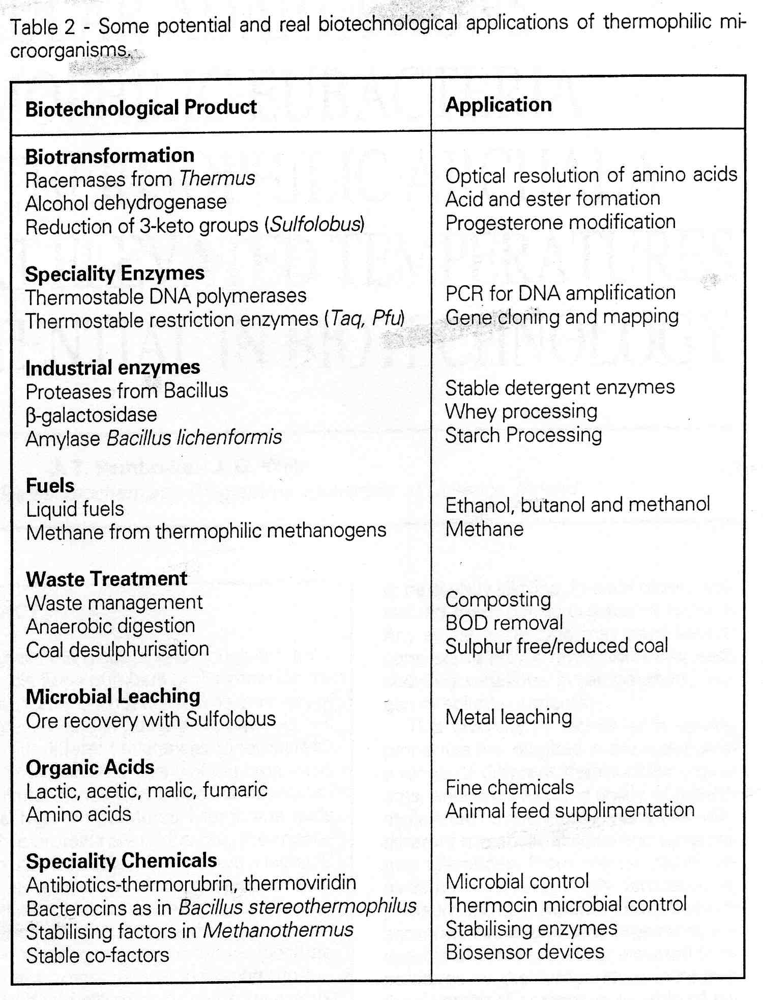 Table 2 - Some potential and real biotechnological applications of thermophilic mi-
croorganisms.
Biotechnological Product Application
Biotransformation
Racemases from Thermus Optical resolution of amino acids
Alcohol dehydrogenase Acid and ester formation
Reduction of 3-keto groups (Sulfolobus) Progesterone modification
Speciality Enzymes
Thermostable DNA polymerases PCR for DNA amplification
Thermostable restriction enzymes (Taq, Pfu) Gene cloning and mapping
Industrial enzymes
Proteases from Bacillus Stable detergent enzymes
β-galactosidase Whey processing
Amylase Bacillus lichenformis Starch Processing
Fuels
Liquid fuels Ethanol, butanol and methanol
Methane from thermophilic methanogens Methane
Waste Treatment
Waste management Composting
Anaerobic digestion BOD removal
Coal desulphurisation Sulphur free/reduced coal
Microbial Leaching
Ore recovery with Sulfolobus Metal leaching
Organic Acids
Lactic, acetic, malic, fumaric Fine chemicals
Amino acids Animal feed supplimentation
Speciality Chemicals
Antibiotics-thermorubrin, thermoviridin Microbial control
Bacterocins as in Bacillus stereothermophilus Thermocin microbial control
Stabilising factors in Methanothermus Stabilising enzymes
Stable co-factors Biosensor devices